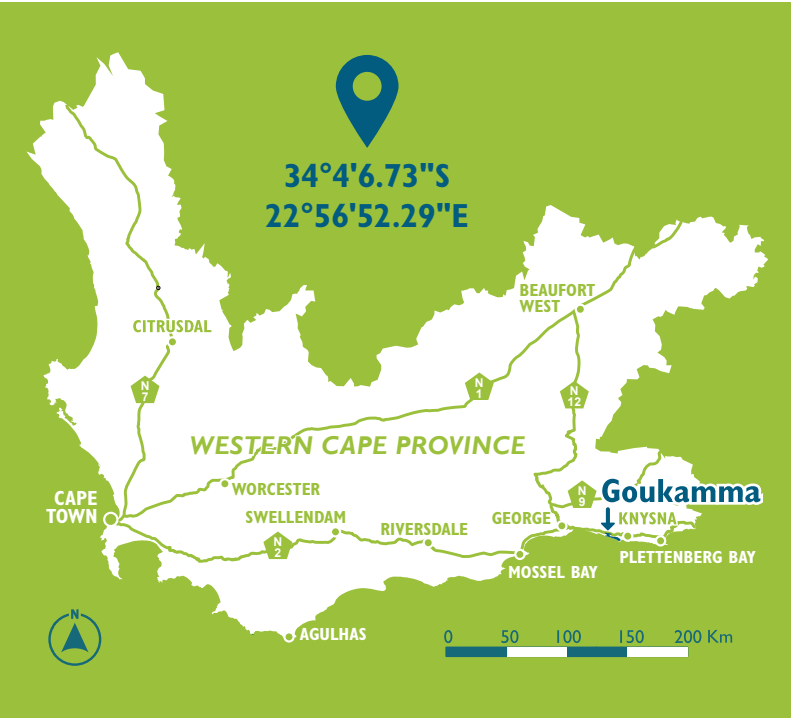 34°4'6.73"S
22°56'52.29"E
BEAUFORT
WEST
CITRUSDAL
N
7
N
1
N
12
WESTERN CAPE PROVINCE
WORCESTER
CAPE
TOWN
SWELLENDAM
RIVERSDALE
GEORGE
N
9
Goukamma
KNYSNA
N
2
PLETTENBERG BAY
MOSSEL BAY
AGULHAS
N
0 50 100 150 200 Km